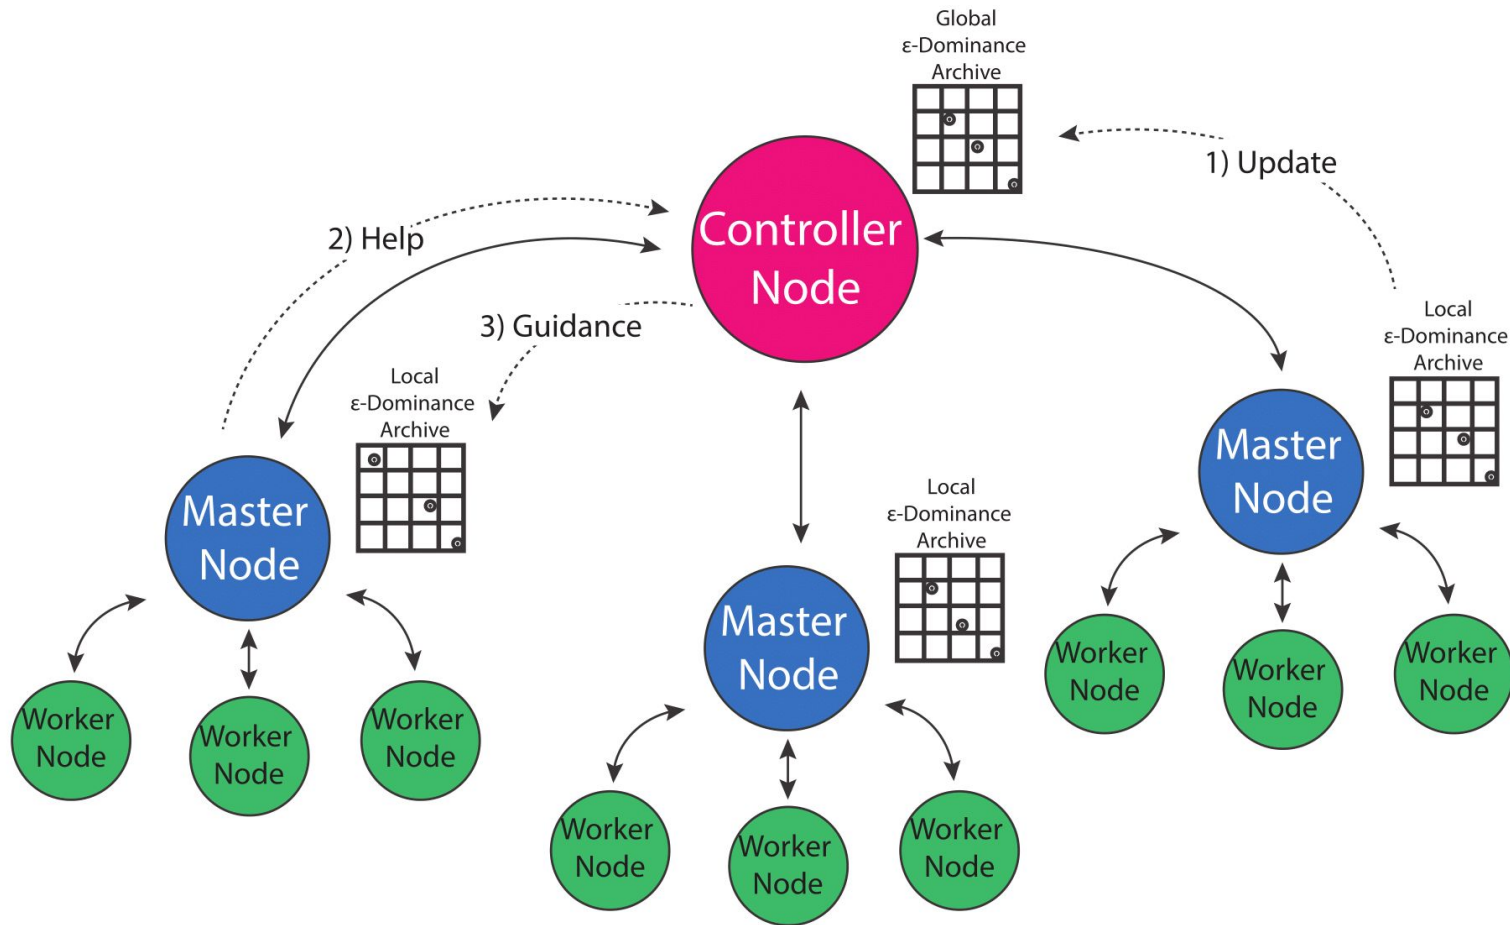 Global
ε-Dominance
Archive
1) Update
2) Help
Controller
Node
3) Guidance
Local
ε-Dominance
Archive
Local
ε-Dominance
Archive
Master
Node
Master
Node
Local
ε-Dominance
Archive
Master
Node
Worker
Node
Worker
Node
Worker
Node
Worker
Node
Worker
Node
Worker
Node
Worker
Node
Worker
Node
Worker
Node